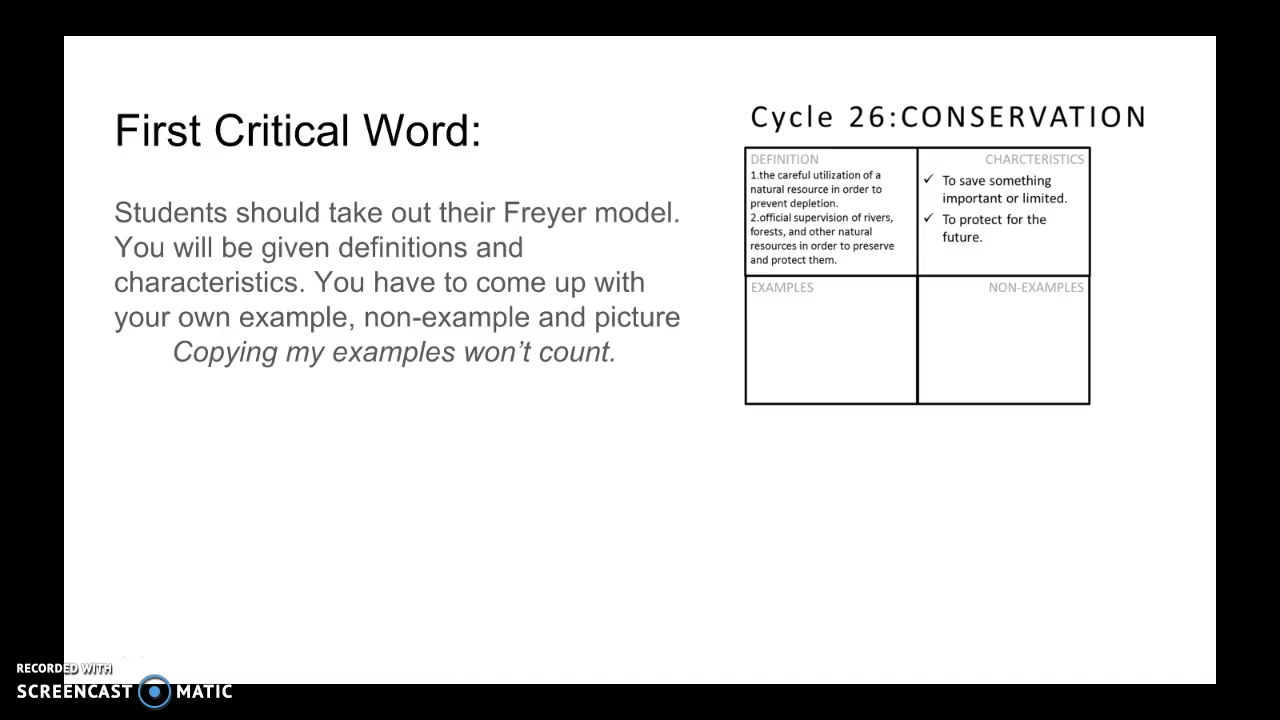 First Critical Word:
Students should take out their Freyer model.
You will be given definitions and
characteristics. You have to come up with
your own example, non-example and picture
Copying my examples won't count.
Cycle 26:CONSERVATION
DEFINITION
1.the careful utilization of a
natural resource in order to
prevent depletion.
2.official supervision of rivers,
forests, and other natural
resources in order to preserve
and protect them.
CHARCTERISTICS
✓ To save something
important or limited.
✓ To protect for the
future.
EXAMPLES
NON-EXAMPLES
RECORDED WITH
SCREENCAST MATIC